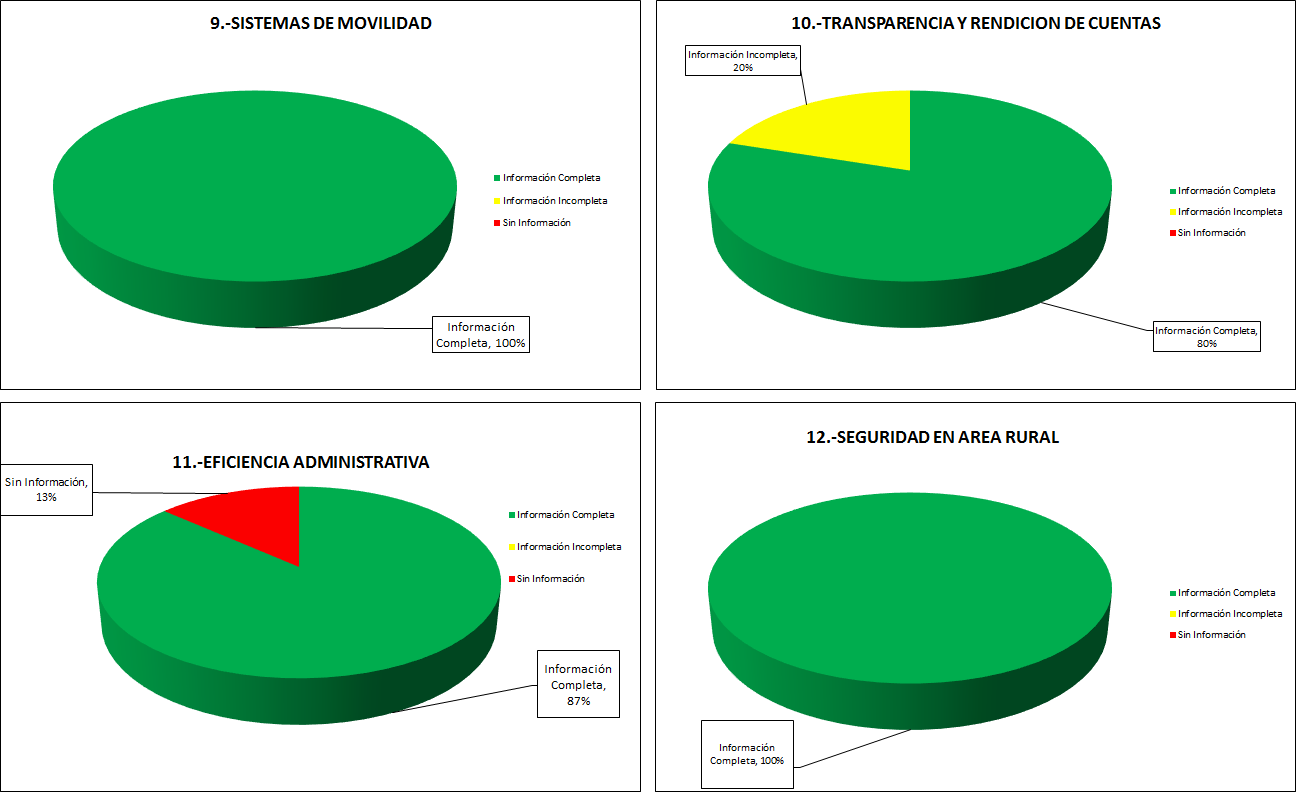 9.-SISTEMAS DE MOVILIDAD
Información Completa
Información Incompleta
Sin Información
Información
Completa, 100%
10.-TRANSPARENCIA Y RENDICION DE CUENTAS
Información Incompleta,
20%
Información Completa
Información Incompleta
Sin Información
Información Completa,
80%
11.-EFICIENCIA ADMINISTRATIVA
Sin Información,
13%
Información Completa
Información Incompleta
Sin Información
Información
Completa,
87%
12.-SEGURIDAD EN AREA RURAL
Información Completa
Información Incompleta
Sin Información
Información
Completa, 100%